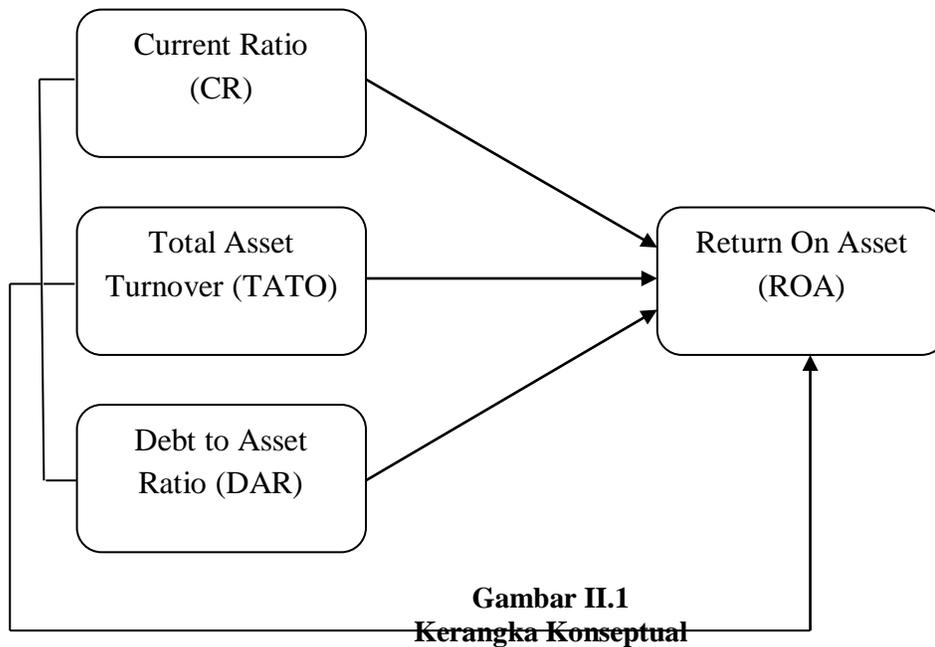 Current Ratio
(CR)
Total Asset
Turnover (TATO)
Return On Asset
(ROA)
Debt to Asset
Ratio (DAR)
Gambar II.1
Kerangka Konseptual